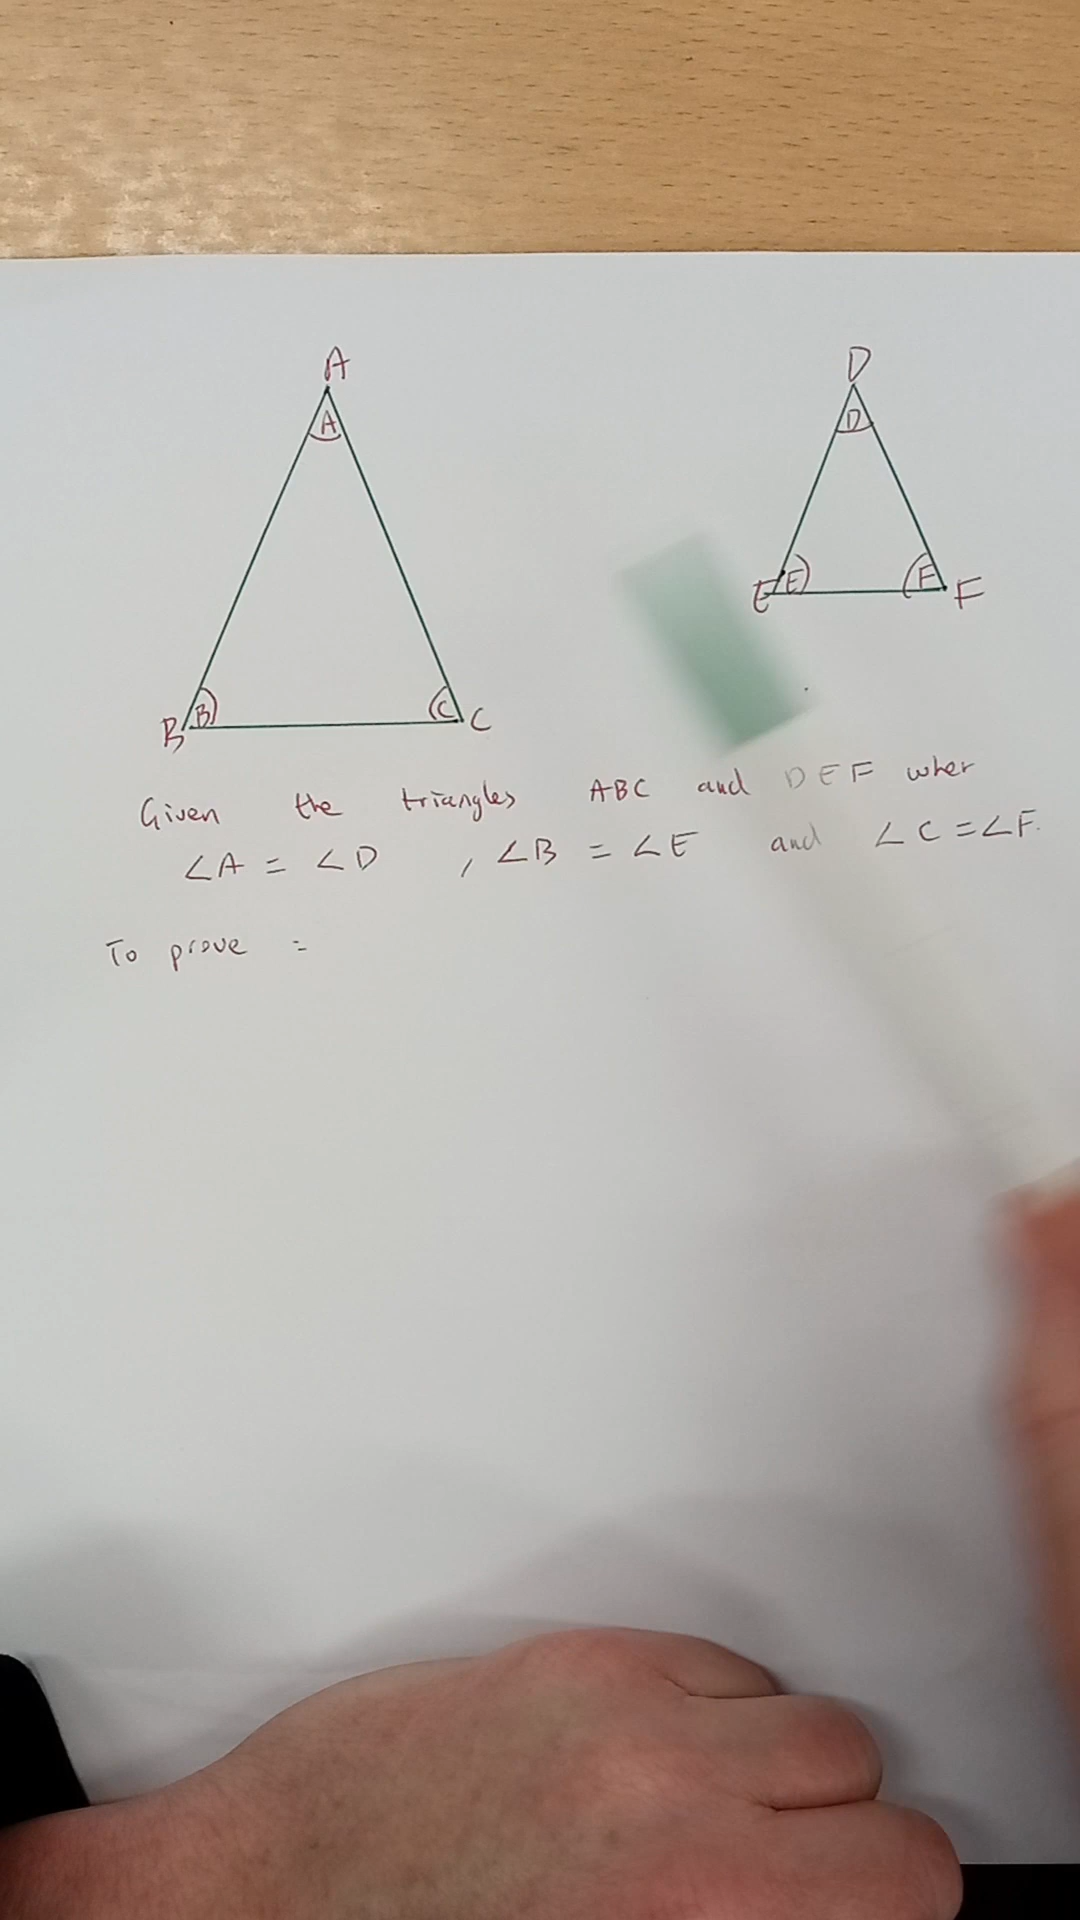 A
D
A
D
E
E
F
F
B
B
C
C
Given the triangles ABC and DEF wher
∠A = ∠D , ∠B = ∠E and ∠C = ∠F.
To prove =